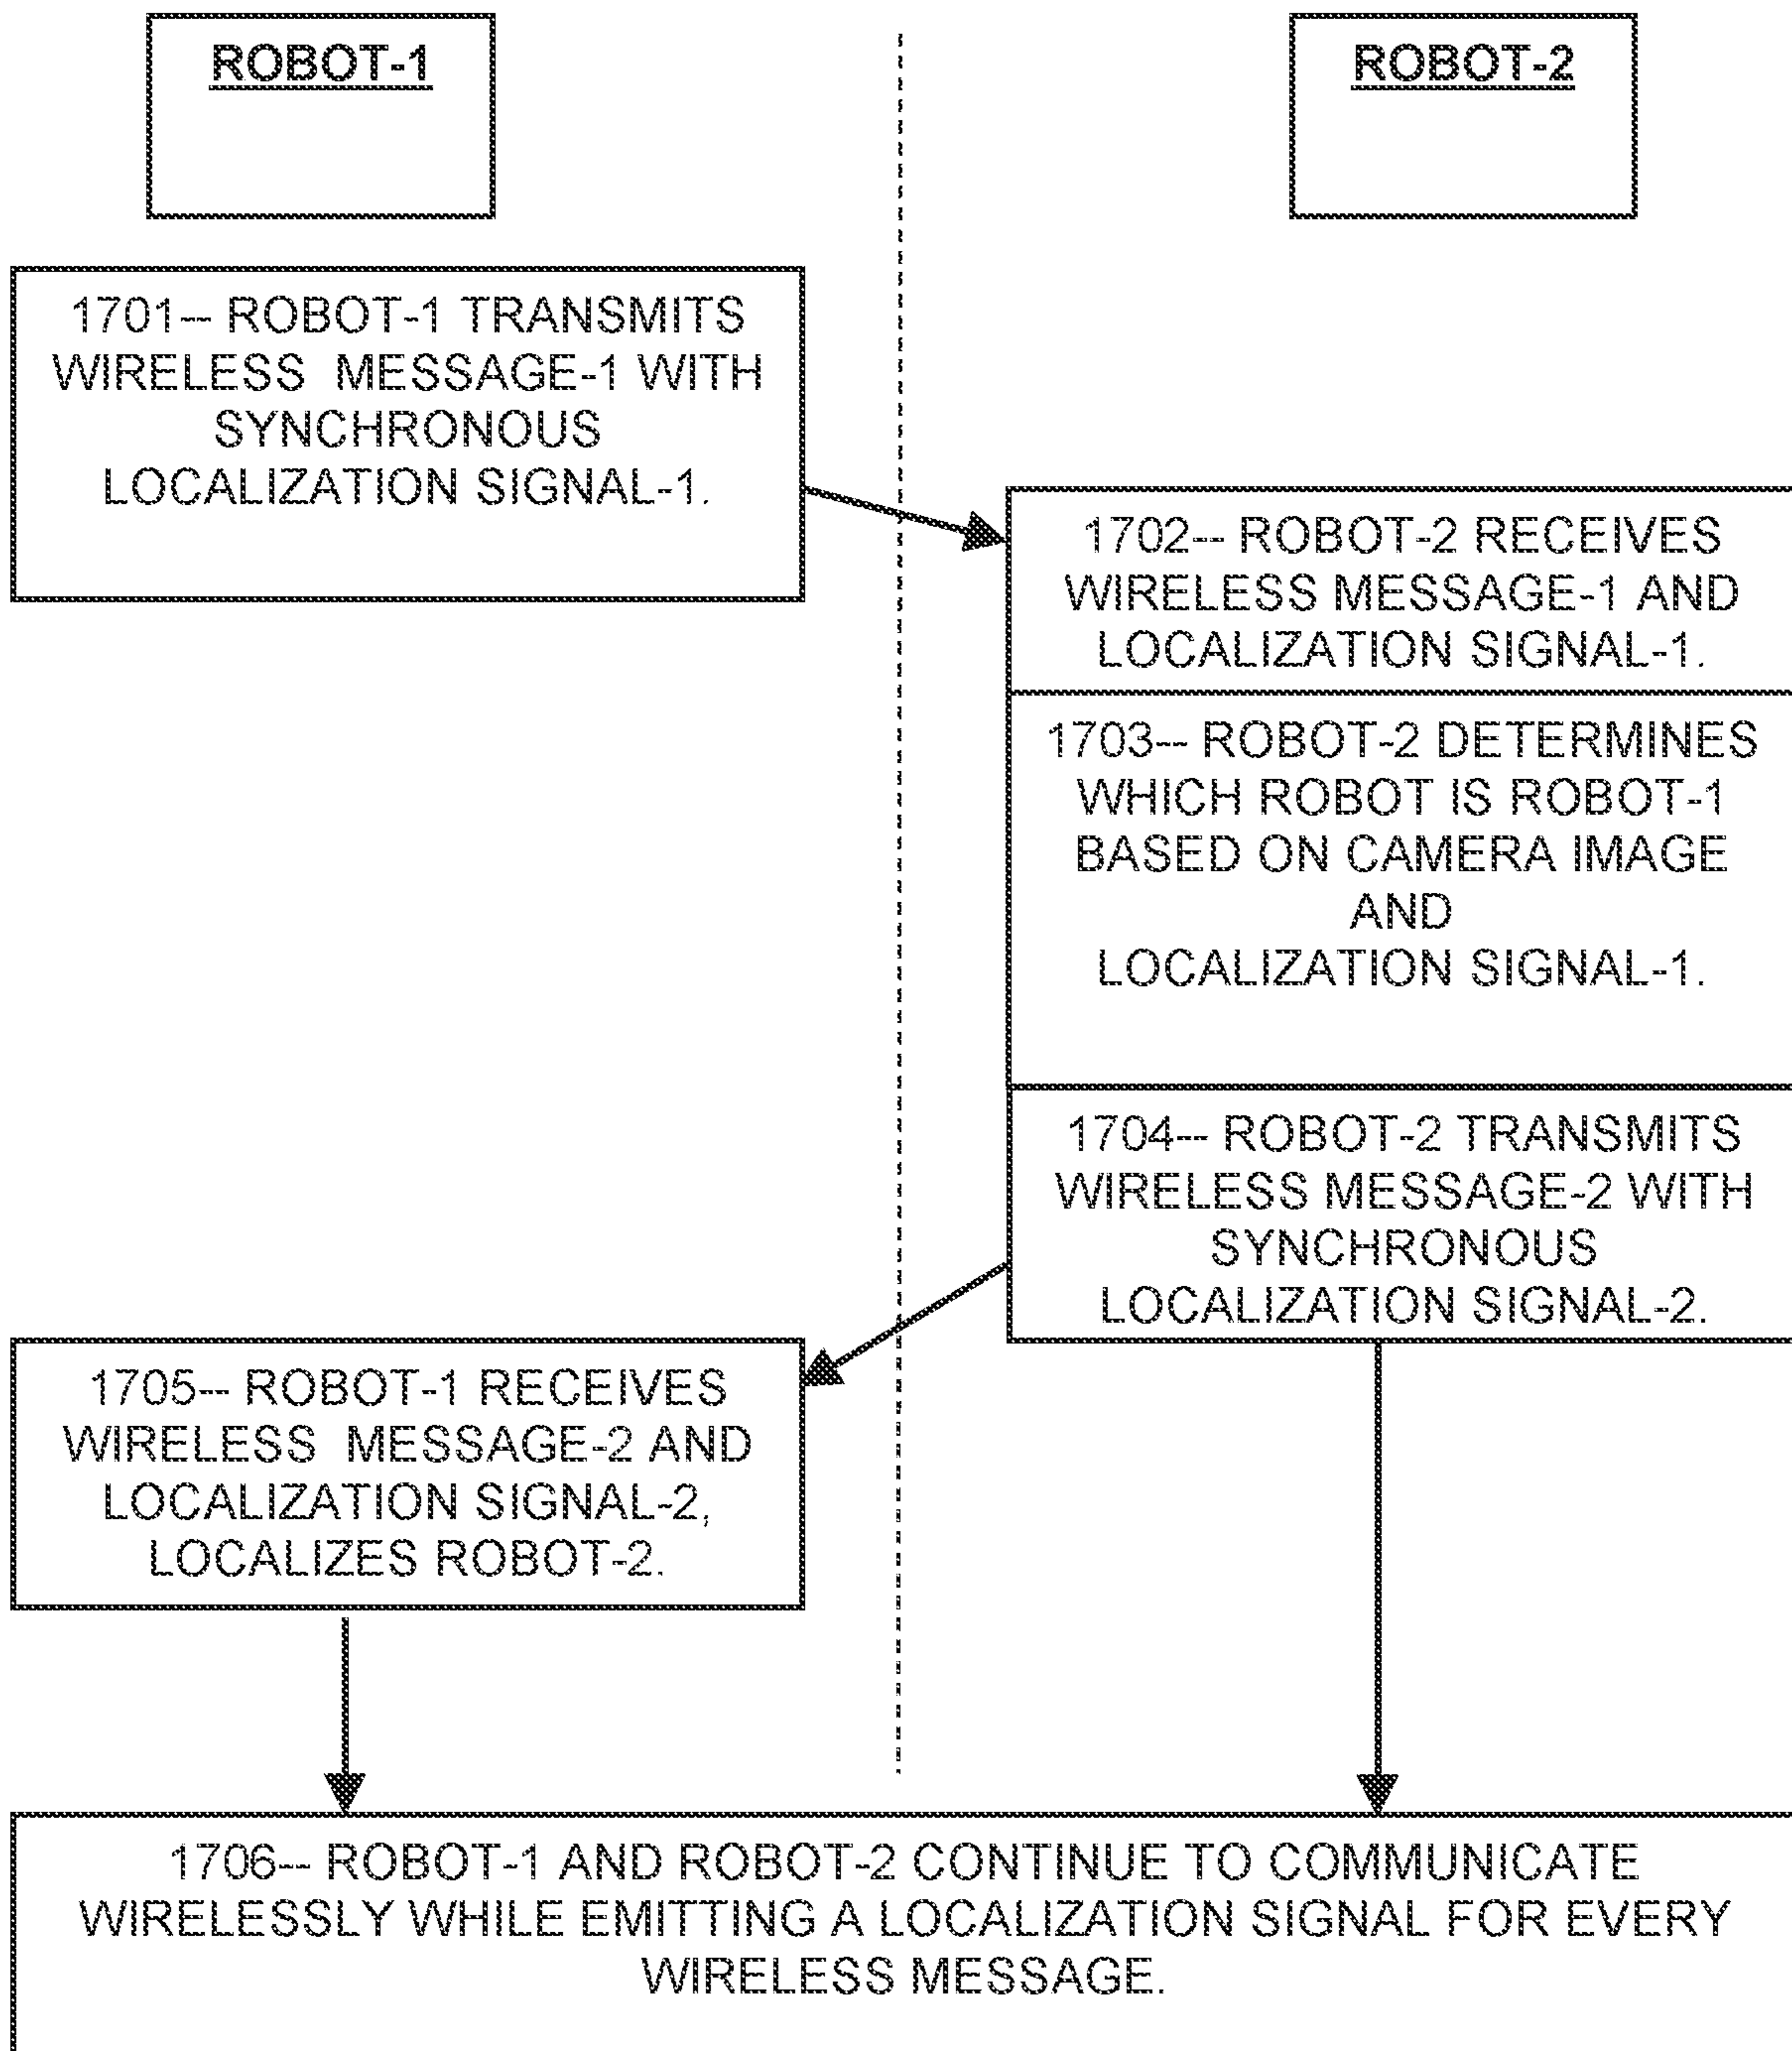 ROBOT-1
ROBOT-2
1701-- ROBOT-1 TRANSMITS
WIRELESS MESSAGE-1 WITH
SYNCHRONOUS
LOCALIZATION SIGNAL-1.
1702-- ROBOT-2 RECEIVES
WIRELESS MESSAGE-1 AND
LOCALIZATION SIGNAL-1.
1703-- ROBOT-2 DETERMINES
WHICH ROBOT IS ROBOT-1
BASED ON CAMERA IMAGE
AND
LOCALIZATION SIGNAL-1.
1704-- ROBOT-2 TRANSMITS
WIRELESS MESSAGE-2 WITH
SYNCHRONOUS
LOCALIZATION SIGNAL-2.
1705-- ROBOT-1 RECEIVES
WIRELESS MESSAGE-2 AND
LOCALIZATION SIGNAL-2,
LOCALIZES ROBOT-2.
1706-- ROBOT-1 AND ROBOT-2 CONTINUE TO COMMUNICATE
WIRELESSLY WHILE EMITTING A LOCALIZATION SIGNAL FOR EVERY
WIRELESS MESSAGE.